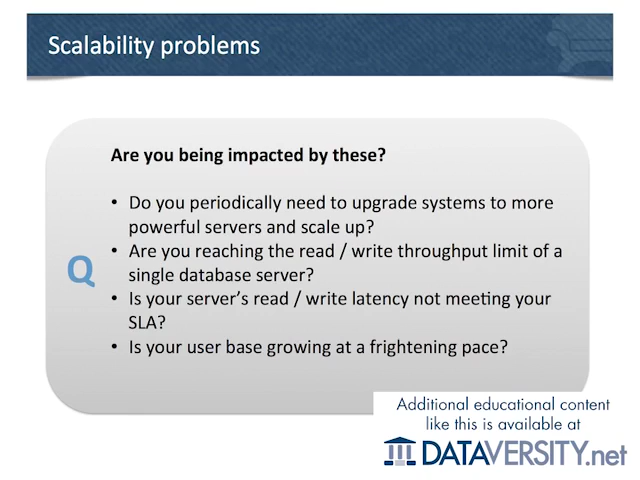 Scalability problems
Are you being impacted by these?
• Do you periodically need to upgrade systems to more
powerful servers and scale up?
• Are you reaching the read / write throughput limit of a
single database server?
Q
• Is your server's read / write latency not meeting your
SLA?
• Is your user base growing at a frightening pace?
Additional educational content
like this is available at
DATAVERSITY.net